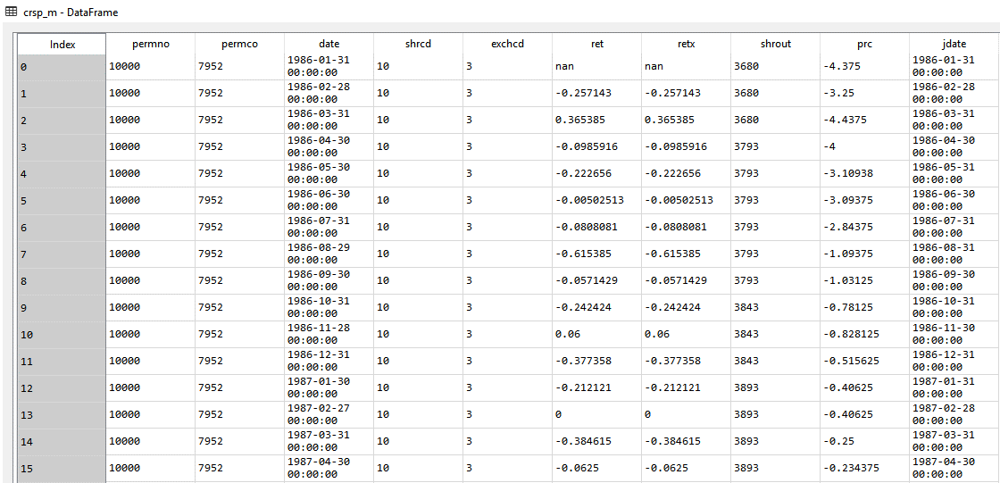 crsp_m - DataFrame
Index permno permco date shrcd exchcd ret retx shrout prc jdate
0 10000 7952 1986-01-31 00:00:00 10 3 nan nan 3680 -4.375 1986-01-31 00:00:00
1 10000 7952 1986-02-28 00:00:00 10 3 -0.257143 -0.257143 3680 -3.25 1986-02-28 00:00:00
2 10000 7952 1986-03-31 00:00:00 10 3 0.365385 0.365385 3680 -4.4375 1986-03-31 00:00:00
3 10000 7952 1986-04-30 00:00:00 10 3 -0.0985916 -0.0985916 3793 -4 1986-04-30 00:00:00
4 10000 7952 1986-05-30 00:00:00 10 3 -0.222656 -0.222656 3793 -3.10938 1986-05-31 00:00:00
5 10000 7952 1986-06-30 00:00:00 10 3 -0.00502513 -0.00502513 3793 -3.09375 1986-06-30 00:00:00
6 10000 7952 1986-07-31 00:00:00 10 3 -0.0808081 -0.0808081 3793 -2.84375 1986-07-31 00:00:00
7 10000 7952 1986-08-29 00:00:00 10 3 -0.615385 -0.615385 3793 -1.09375 1986-08-31 00:00:00
8 10000 7952 1986-09-30 00:00:00 10 3 -0.0571429 -0.0571429 3793 -1.03125 1986-09-30 00:00:00
9 10000 7952 1986-10-31 00:00:00 10 3 -0.242424 -0.242424 3843 -0.78125 1986-10-31 00:00:00
10 10000 7952 1986-11-28 00:00:00 10 3 0.06 0.06 3843 -0.828125 1986-11-30 00:00:00
11 10000 7952 1986-12-31 00:00:00 10 3 -0.377358 -0.377358 3843 -0.515625 1986-12-31 00:00:00
12 10000 7952 1987-01-30 00:00:00 10 3 -0.212121 -0.212121 3893 -0.40625 1987-01-31 00:00:00
13 10000 7952 1987-02-27 00:00:00 10 3 0 0 3893 -0.40625 1987-02-28 00:00:00
14 10000 7952 1987-03-31 00:00:00 10 3 -0.384615 -0.384615 3893 -0.25 1987-03-31 00:00:00
15 10000 7952 1987-04-30 00:00:00 10 3 -0.0625 -0.0625 3893 -0.234375 1987-04-30 00:00:00